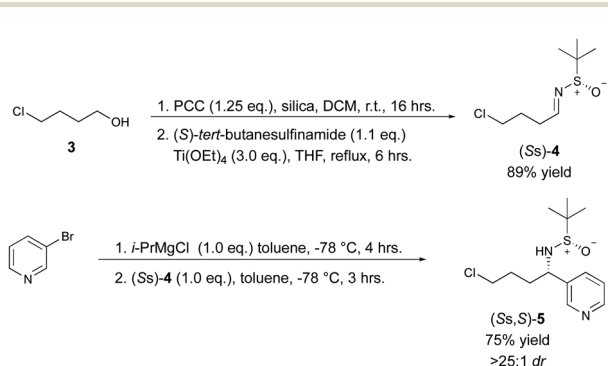 1. PCC (1.25 eq.), silica, DCM, r.t., 16 hrs.
2. (S)-tert-butanesulfinamide (1.1 eq.)
Ti(OEt)4 (3.0 eq.), THF, reflux, 6 hrs.
Cl
OH
3
N
S
+
O
-
Cl
(Ss)-4
89% yield
Br
N
1. i-PrMgCl (1.0 eq.) toluene, -78 °C, 4 hrs.
2. (Ss)-4 (1.0 eq.), toluene, -78 °C, 3 hrs.
HN
S
+
O
-
Cl
N
(Ss,S)-5
75% yield
>25:1 dr